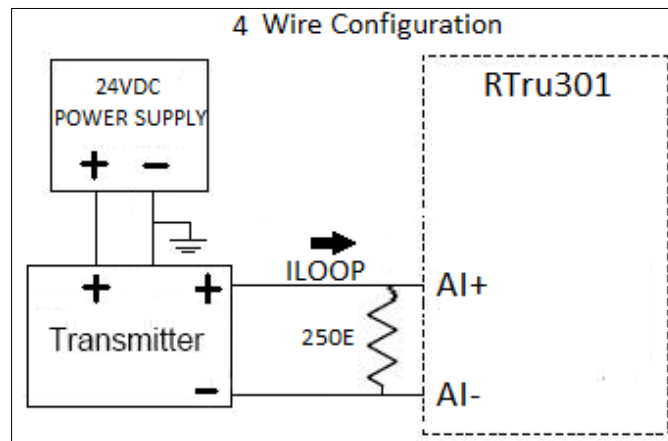 4 Wire Configuration
24VDC
POWER SUPPLY
+ −
RTru301
+ +
ILOOP
AI+
Transmitter
250E
−
AI-